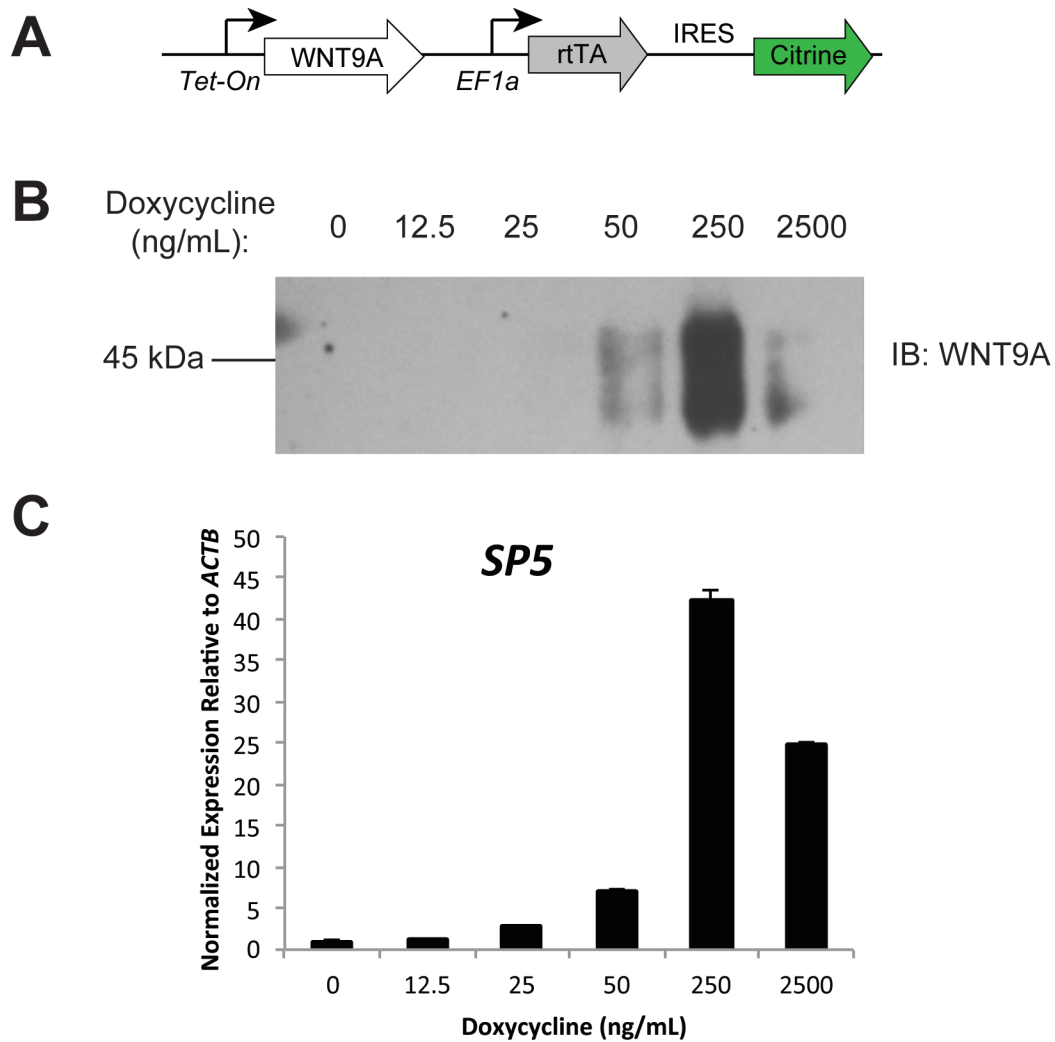 A
Tet-On
WNT9A
EF1a
rtTA
IRES
Citrine
B
Doxycycline
(ng/mL):
0 12.5 25 50 250 2500
45 kDa
IB: WNT9A
C
SP5
Normalized Expression Relative to ACTB
50
45
40
35
30
25
20
15
10
5
0
0 12.5 25 50 250 2500
Doxycycline (ng/mL)